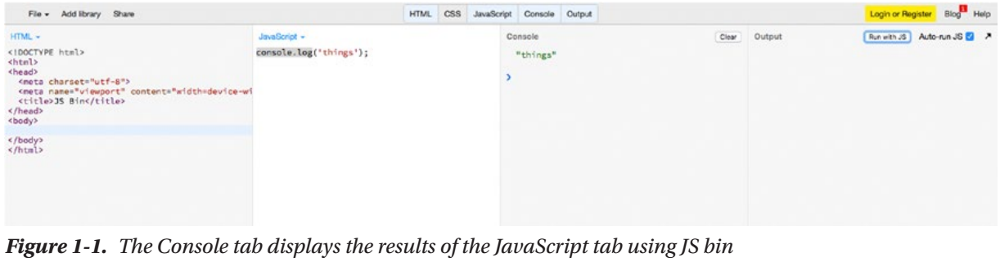 File Add library Share HTML CSS JavaScript Console Output Login or Register Blog 1 Help
HTML
<!DOCTYPE html>
<html>
<head>
<meta charset="utf-8">
<meta name="viewport" content="width=device-wi
<title>JS Bin</title>
</head>
<body>
</body>
</html>
JavaScript
console.log('things');
Console Clear
"things"
>
Output Run with JS Auto-run JS
Figure 1-1. The Console tab displays the results of the JavaScript tab using JS bin